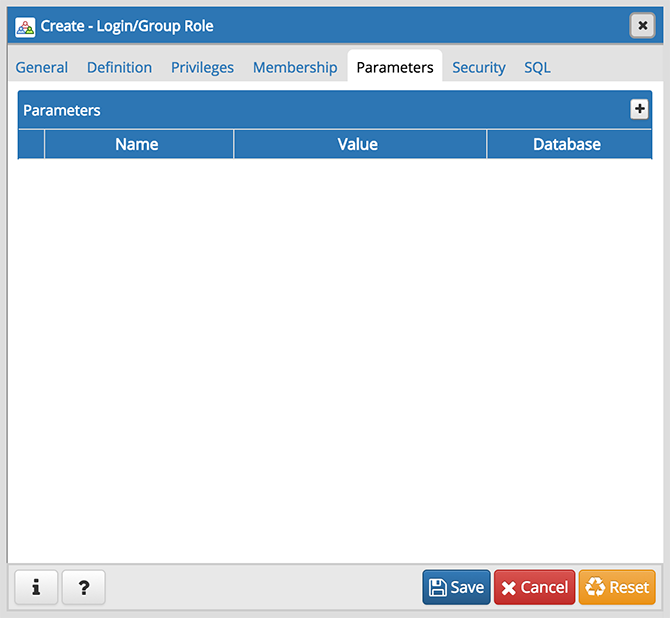 Create - Login/Group Role
General Definition Privileges Membership Parameters Security SQL
Parameters
Name Value Database
i ? Save Cancel Reset